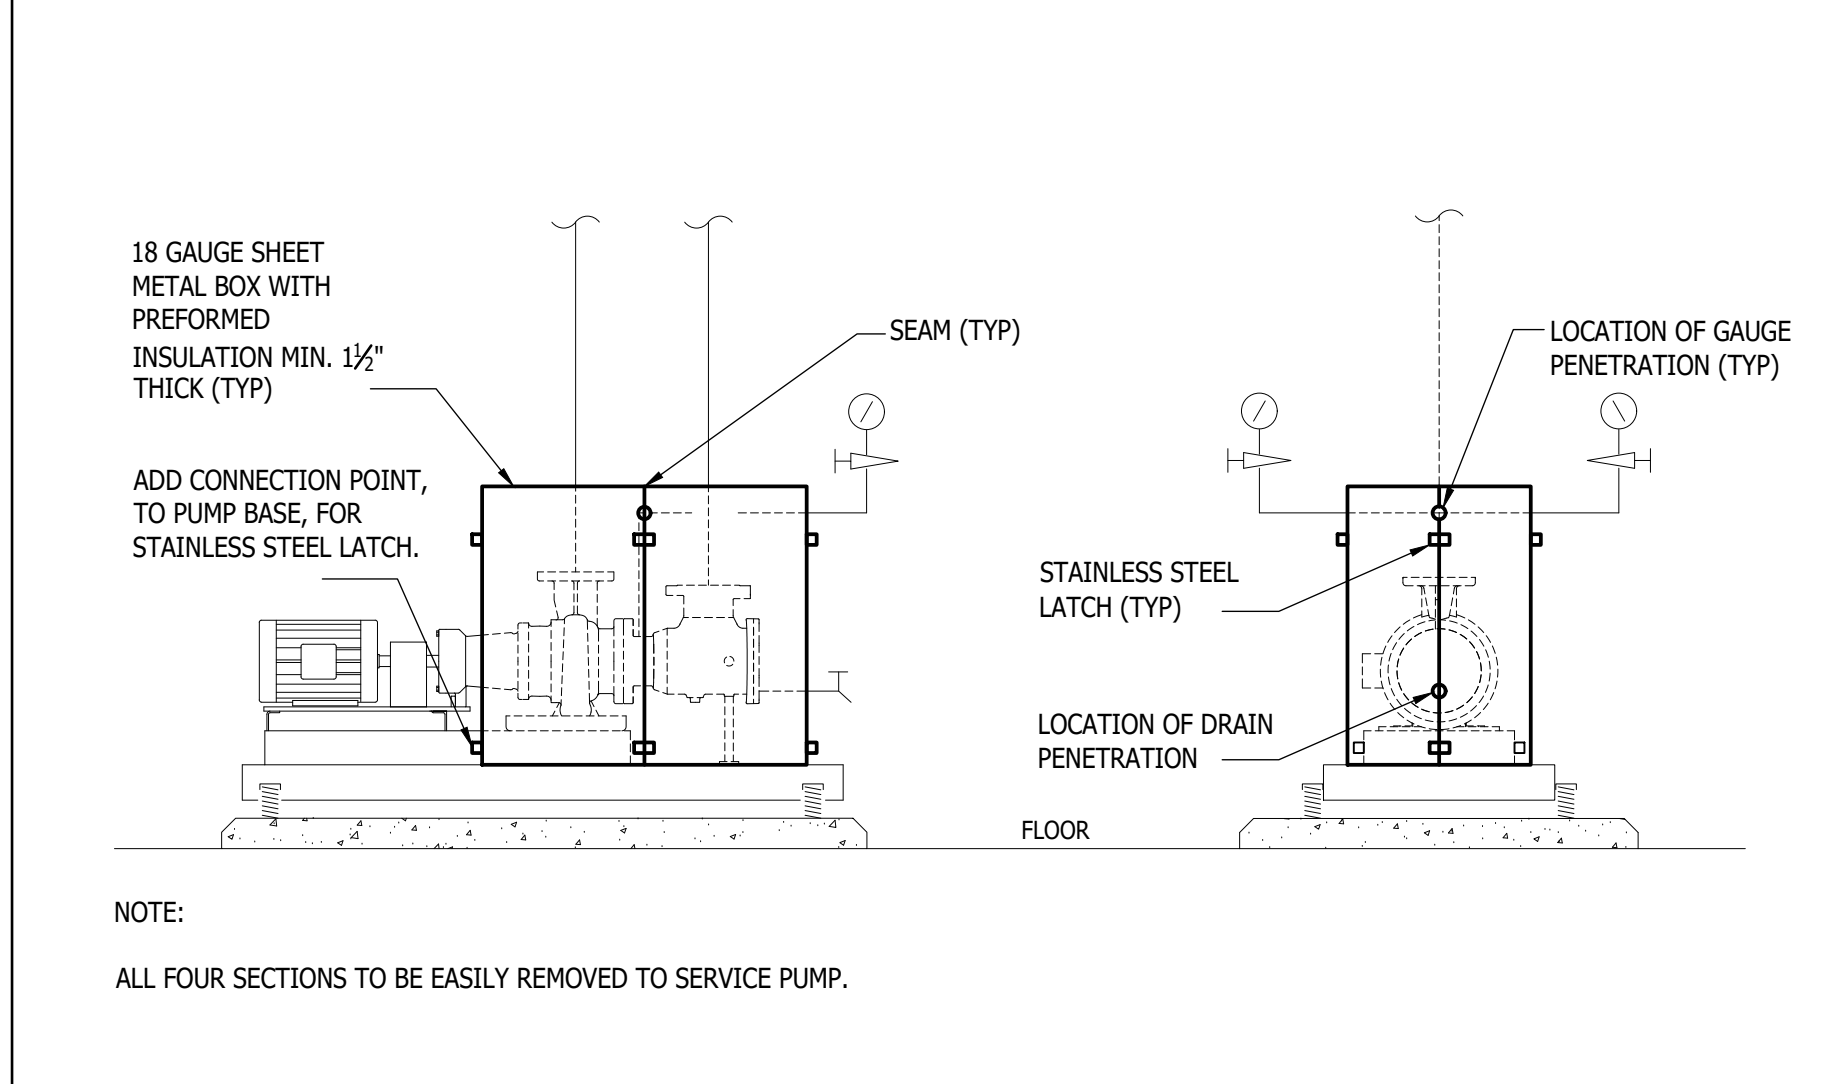 18 GAUGE SHEET
METAL BOX WITH
PREFORMED
INSULATION MIN. 1½"
THICK (TYP)
ADD CONNECTION POINT,
TO PUMP BASE, FOR
STAINLESS STEEL LATCH.
SEAM (TYP)
LOCATION OF GAUGE
PENETRATION (TYP)
STAINLESS STEEL
LATCH (TYP)
LOCATION OF DRAIN
PENETRATION
FLOOR
NOTE:
ALL FOUR SECTIONS TO BE EASILY REMOVED TO SERVICE PUMP.